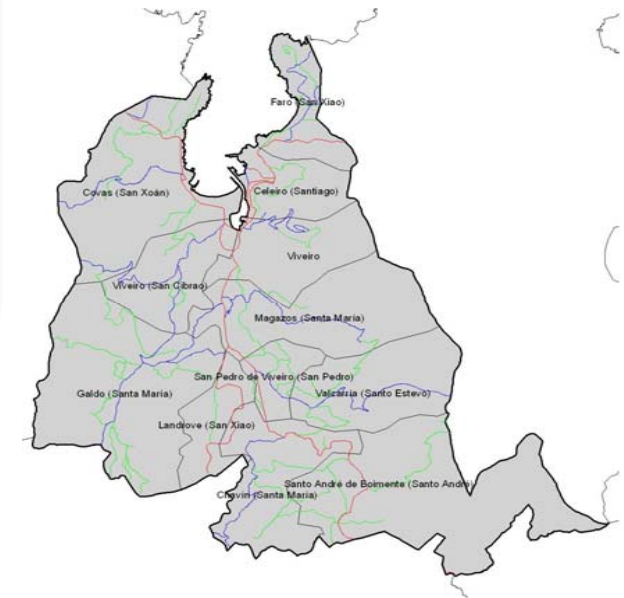 Faro (San Xiao)
Covas (San Xoán)
Celeiro (Santiago)
Viveiro
Viveiro (San Cibrao)
Magazos (Santa María)
San Pedro de Viveiro (San Pedro)
Galdo (Santa María)
Valcarría (Santo Estevo)
Landrove (San Xiao)
Santo André de Boimente (Santo André)
Chavín (Santa María)